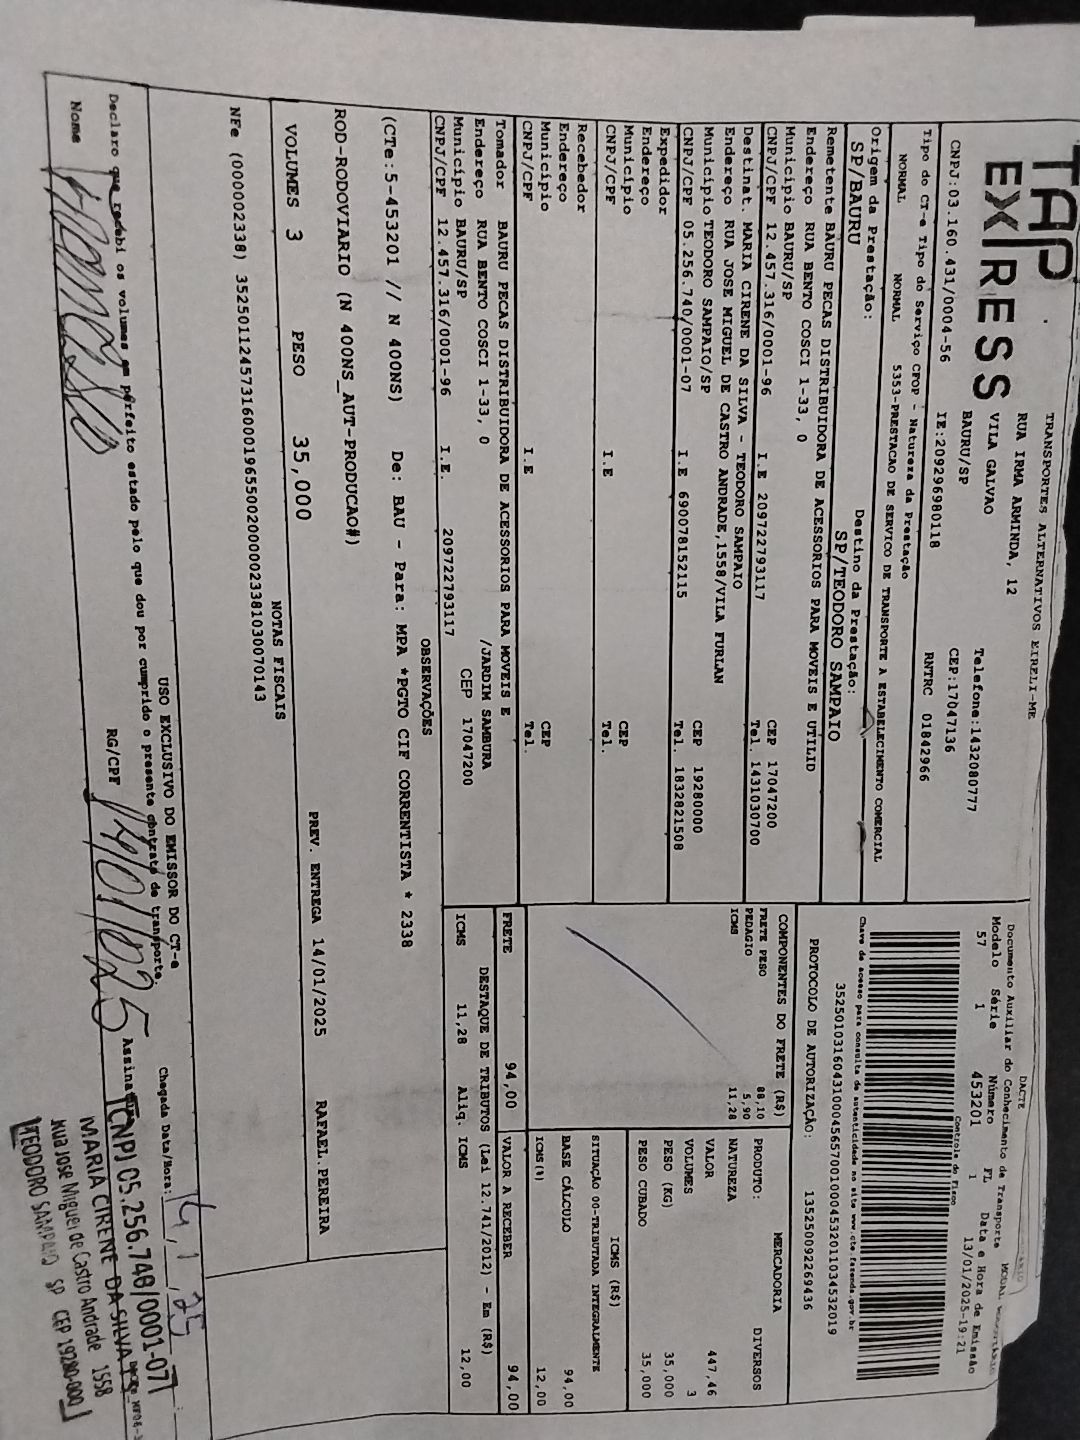 TAP
EXPRESS
TRANSPORTES ALTERNATIVOS EIRELI-ME
RUA IRMA ARMINDA, 12
VILA GALVAO
BAURU/SP
Telefone:1432080777
CEP:17047136
CNPJ:03.160.431/0004-56 IE:209296980118 RNTRC 01842966
Tipo do CT-e Tipo do Serviço CFOP - Natureza da Prestação
NORMAL NORMAL 5353-PRESTACAO DE SERVICO DE TRANSPORTE A ESTABELECIMENTO COMERCIAL
Origem da Prestação: Destino da Prestação:
SP/BAURU SP/TEODORO SAMPAIO
Remetente BAURU PECAS DISTRIBUIDORA DE ACESSORIOS PARA MOVEIS E UTILID
Endereço RUA BENTO COSCI 1-33, 0
Município BAURU/SP CEP 17047200
CNPJ/CPF 12.457.316/0001-96 I.E 209722793117 Tel. 1431030700
Destinat. MARIA CIRENE DA SILVA - TEODORO SAMPAIO
Endereço RUA JOSE MIGUEL DE CASTRO ANDRADE,1558/VILA FURLAN
Município TEODORO SAMPAIO/SP CEP 19280000
CNPJ/CPF 05.256.740/0001-07 I.E 690078152115 Tel. 1832821508
Expedidor
Endereço
Município CEP
CNPJ/CPF I.E Tel.
Recebedor
Endereço
Município CEP
CNPJ/CPF I.E Tel.
Tomador BAURU PECAS DISTRIBUIDORA DE ACESSORIOS PARA MOVEIS E
Endereço RUA BENTO COSCI 1-33, 0 /JARDIM SAMBURA
Município BAURU/SP CEP 17047200
CNPJ/CPF 12.457.316/0001-96 I.E. 209722793117
DACTE
Documento Auxiliar do Conhecimento de Transporte MODAL
Modelo Série Número FL Data e Hora de Emissão
57 1 453201 1 13/01/2025-19:21
Controle do Fisco
Chave de acesso para consulta de autenticidade no site www.cte.fazenda.gov.br
35250103160431000456570010004532011034532019
PROTOCOLO DE AUTORIZAÇÃO: 135250092269436
COMPONENTES DO FRETE (R$)
FRETE PESO 88,10
PEDAGIO 5,90
ICMS 11,28
MERCADORIA
PRODUTO: DIVERSOS
NATUREZA
VALOR 447,46
VOLUMES 3
PESO (KG) 35,000
PESO CUBADO 35,000
ICMS (R$)
SITUAÇÃO 00-TRIBUTADA INTEGRALMENTE
BASE CÁLCULO 94,00
ICMS(%) 12,00
FRETE 94,00 VALOR A RECEBER 94,00
DESTAQUE DE TRIBUTOS (Lei 12.741/2012) - Em (R$)
ICMS 11,28 Aliq. ICMS 12,00
OBSERVAÇÕES
(CTe:5-453201 // N 400NS) De: BAU - Para: MPA *PGTO CIF CORRENTISTA * 2338
ROD-RODOVIARIO (N 400NS_AUT-PRODUCAO#)
VOLUMES 3 PESO 35,000 PREV. ENTREGA 14/01/2025 RAFAEL.PEREIRA
NOTAS FISCAIS
NFe (000002338) 35250112457316000196550020000023381030070143
USO EXCLUSIVO DO EMISSOR DO CT-e
Chegada Data/Hora: 14, 1, 25
Declaro que recebi os volumes em perfeito estado pelo que dou por cumprido o presente contrato de transporte.
Nome RG/CPF 14/01/025
CNPJ 05.256.740/0001-07
MARIA CIRENE DA SILVA
Rua Jose Miguel de Castro Andrade 1558
TEODORO SAMPAIO SP CEP 19280-000